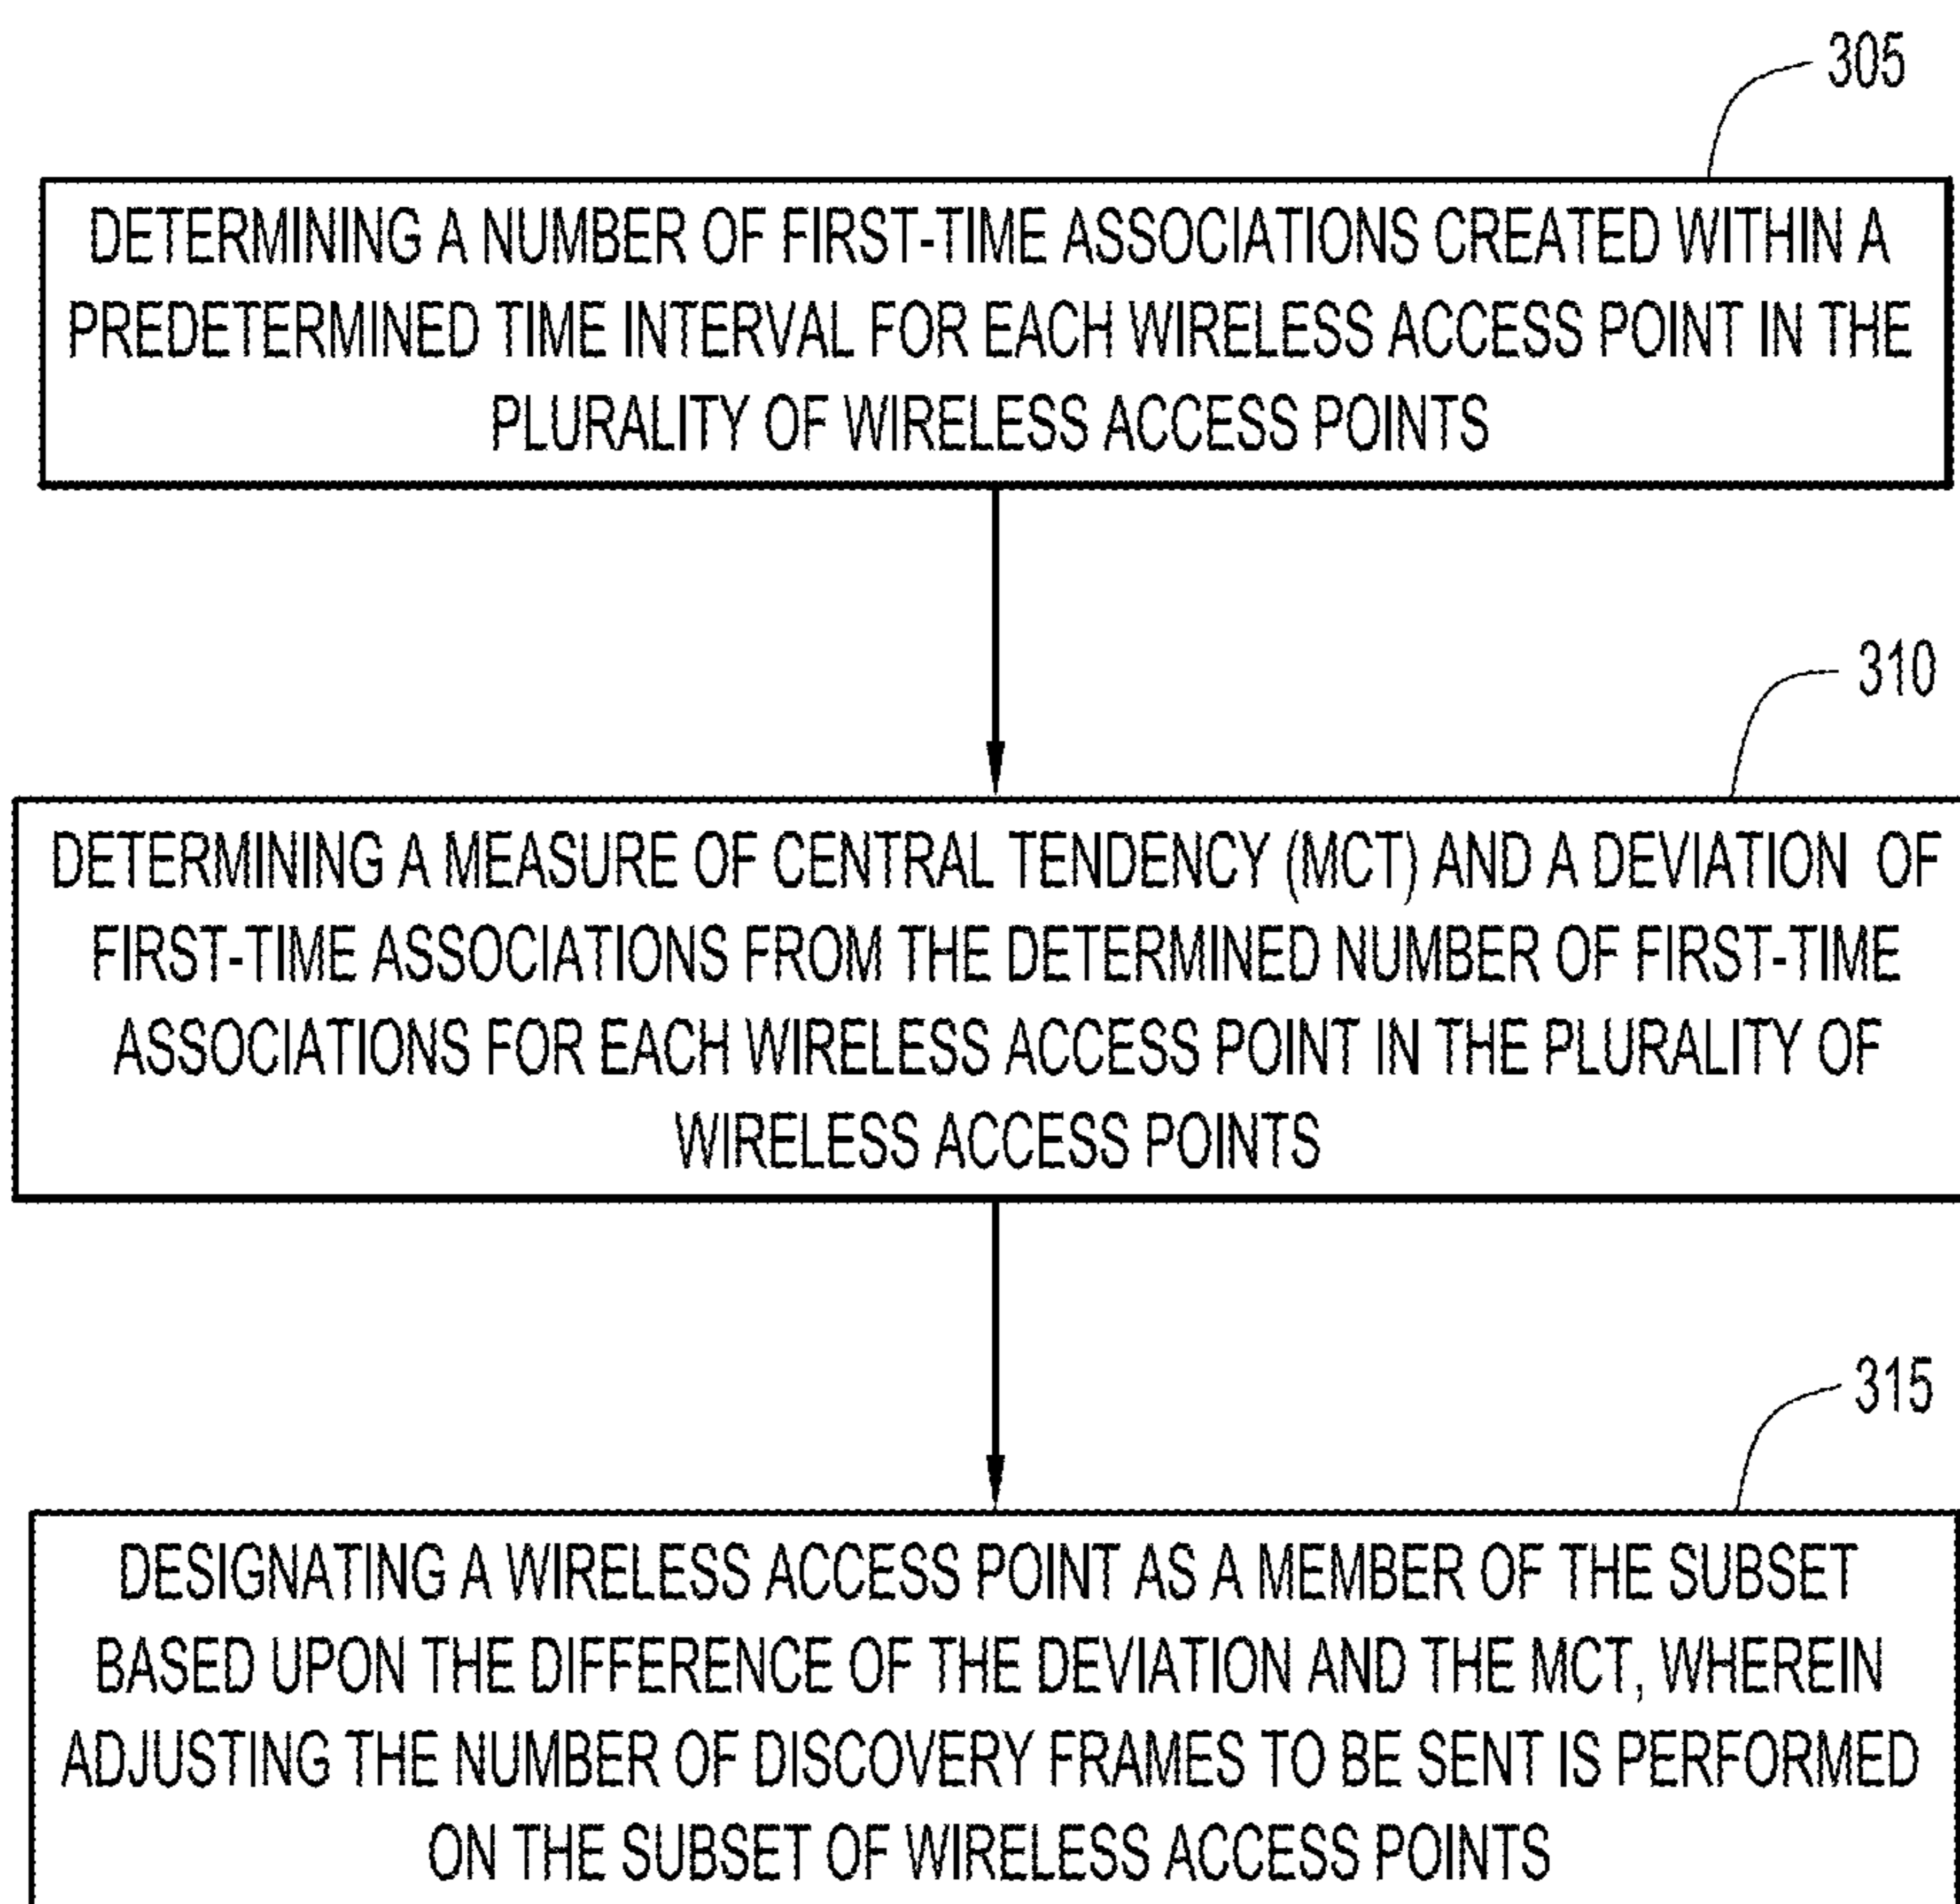 305
DETERMINING A NUMBER OF FIRST-TIME ASSOCIATIONS CREATED WITHIN A
PREDETERMINED TIME INTERVAL FOR EACH WIRELESS ACCESS POINT IN THE
PLURALITY OF WIRELESS ACCESS POINTS
310
DETERMINING A MEASURE OF CENTRAL TENDENCY (MCT) AND A DEVIATION OF
FIRST-TIME ASSOCIATIONS FROM THE DETERMINED NUMBER OF FIRST-TIME
ASSOCIATIONS FOR EACH WIRELESS ACCESS POINT IN THE PLURALITY OF
WIRELESS ACCESS POINTS
315
DESIGNATING A WIRELESS ACCESS POINT AS A MEMBER OF THE SUBSET
BASED UPON THE DIFFERENCE OF THE DEVIATION AND THE MCT, WHEREIN
ADJUSTING THE NUMBER OF DISCOVERY FRAMES TO BE SENT IS PERFORMED
ON THE SUBSET OF WIRELESS ACCESS POINTS